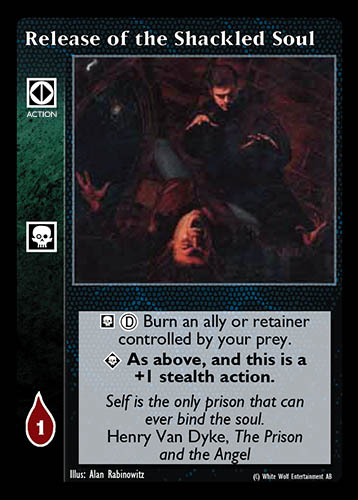 Release of the Shackled Soul
ACTION
D Burn an ally or retainer
controlled by your prey.
As above, and this is a
+1 stealth action.
Self is the only prison that can
ever bind the soul.
Henry Van Dyke, The Prison
and the Angel
1
Illus: Alan Rabinowitz
(C) White Wolf Entertainment AB